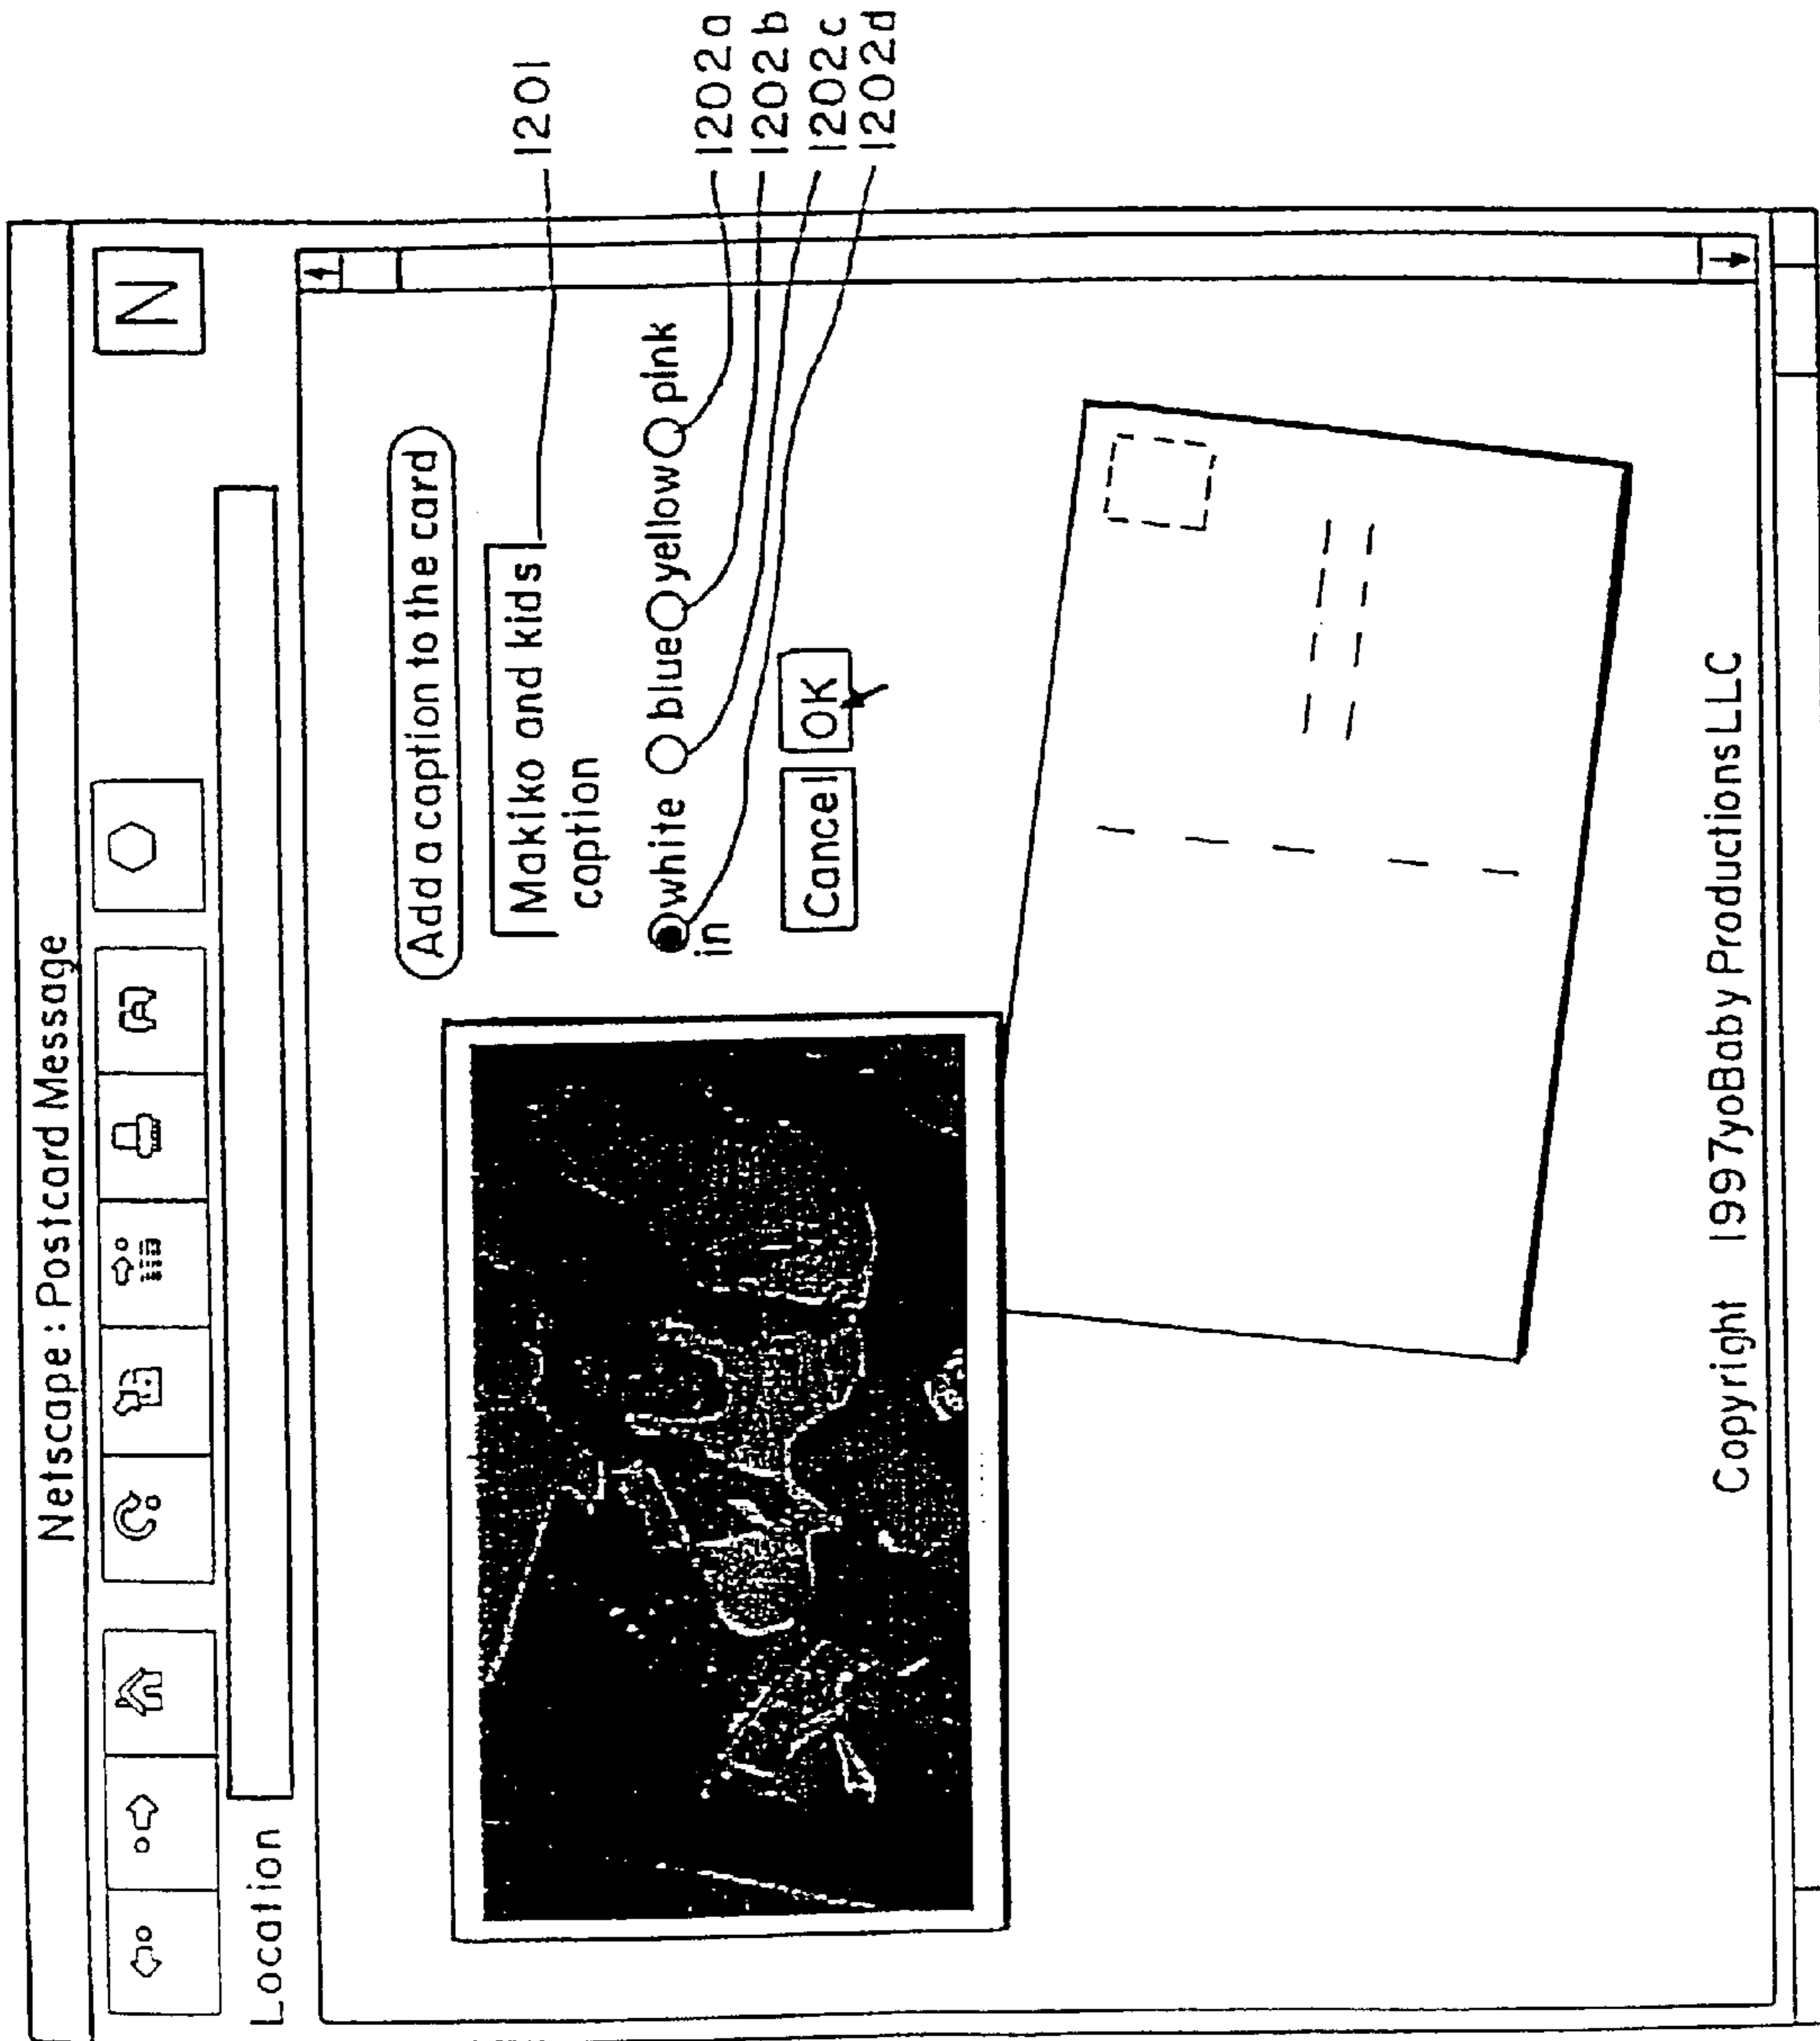 Netscape: Postcard Message
N
Location
Add a caption to the card
Makiko and kids
caption
white blue yellow pink
in
Cancel OK
Copyright 1997yoBaby Productions LLC
1201
1202a
1202b
1202c
1202d